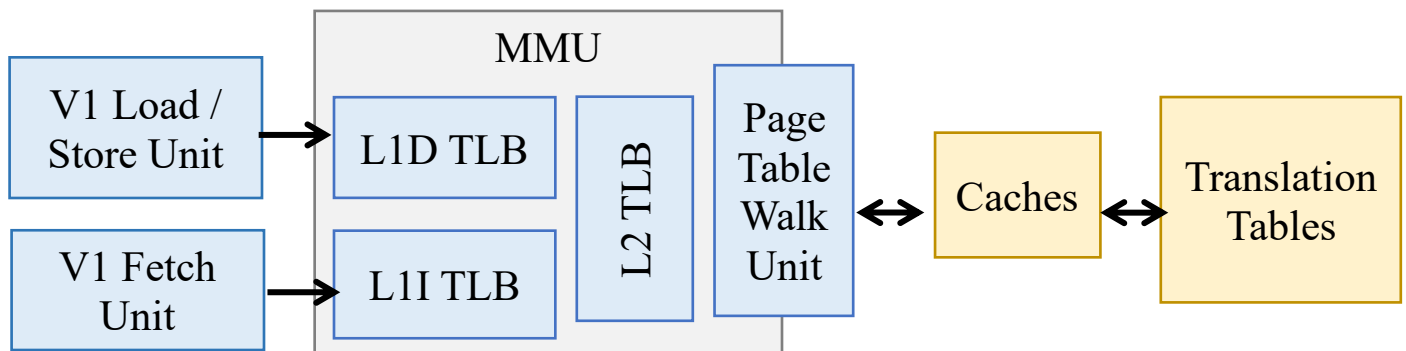 MMU
V1 Load /
Store Unit
L1D TLB
V1 Fetch
Unit
L1I TLB
L2 TLB
Page
Table
Walk
Unit
Caches
Translation
Tables